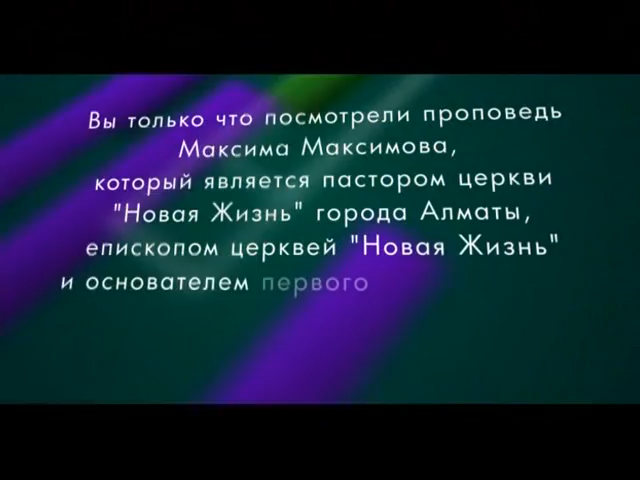 Вы только что посмотрели проповедь
Максима Максимова,
который является пастором церкви
"Новая Жизнь" города Алматы,
епископом церквей "Новая Жизнь"
и основателем первого